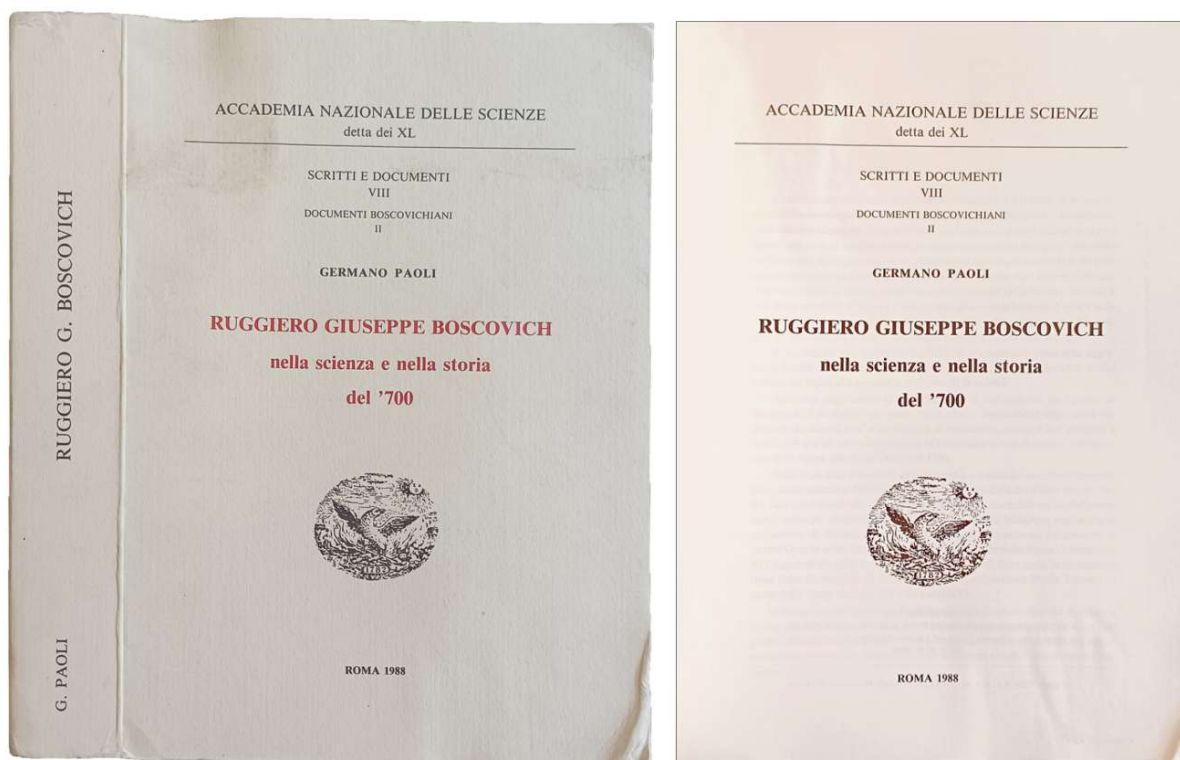 RUGGIERO G. BOSCOVICH
G. PAOLI
ACCADEMIA NAZIONALE DELLE SCIENZE
detta dei XL
SCRITTI E DOCUMENTI
VIII
DOCUMENTI BOSCOVICHIANI
II
GERMANO PAOLI
RUGGIERO GIUSEPPE BOSCOVICH
nella scienza e nella storia
del '700
1782
ROMA 1988
ACCADEMIA NAZIONALE DELLE SCIENZE
detta dei XL
SCRITTI E DOCUMENTI
VIII
DOCUMENTI BOSCOVICHIANI
II
GERMANO PAOLI
RUGGIERO GIUSEPPE BOSCOVICH
nella scienza e nella storia
del '700
1782
ROMA 1988